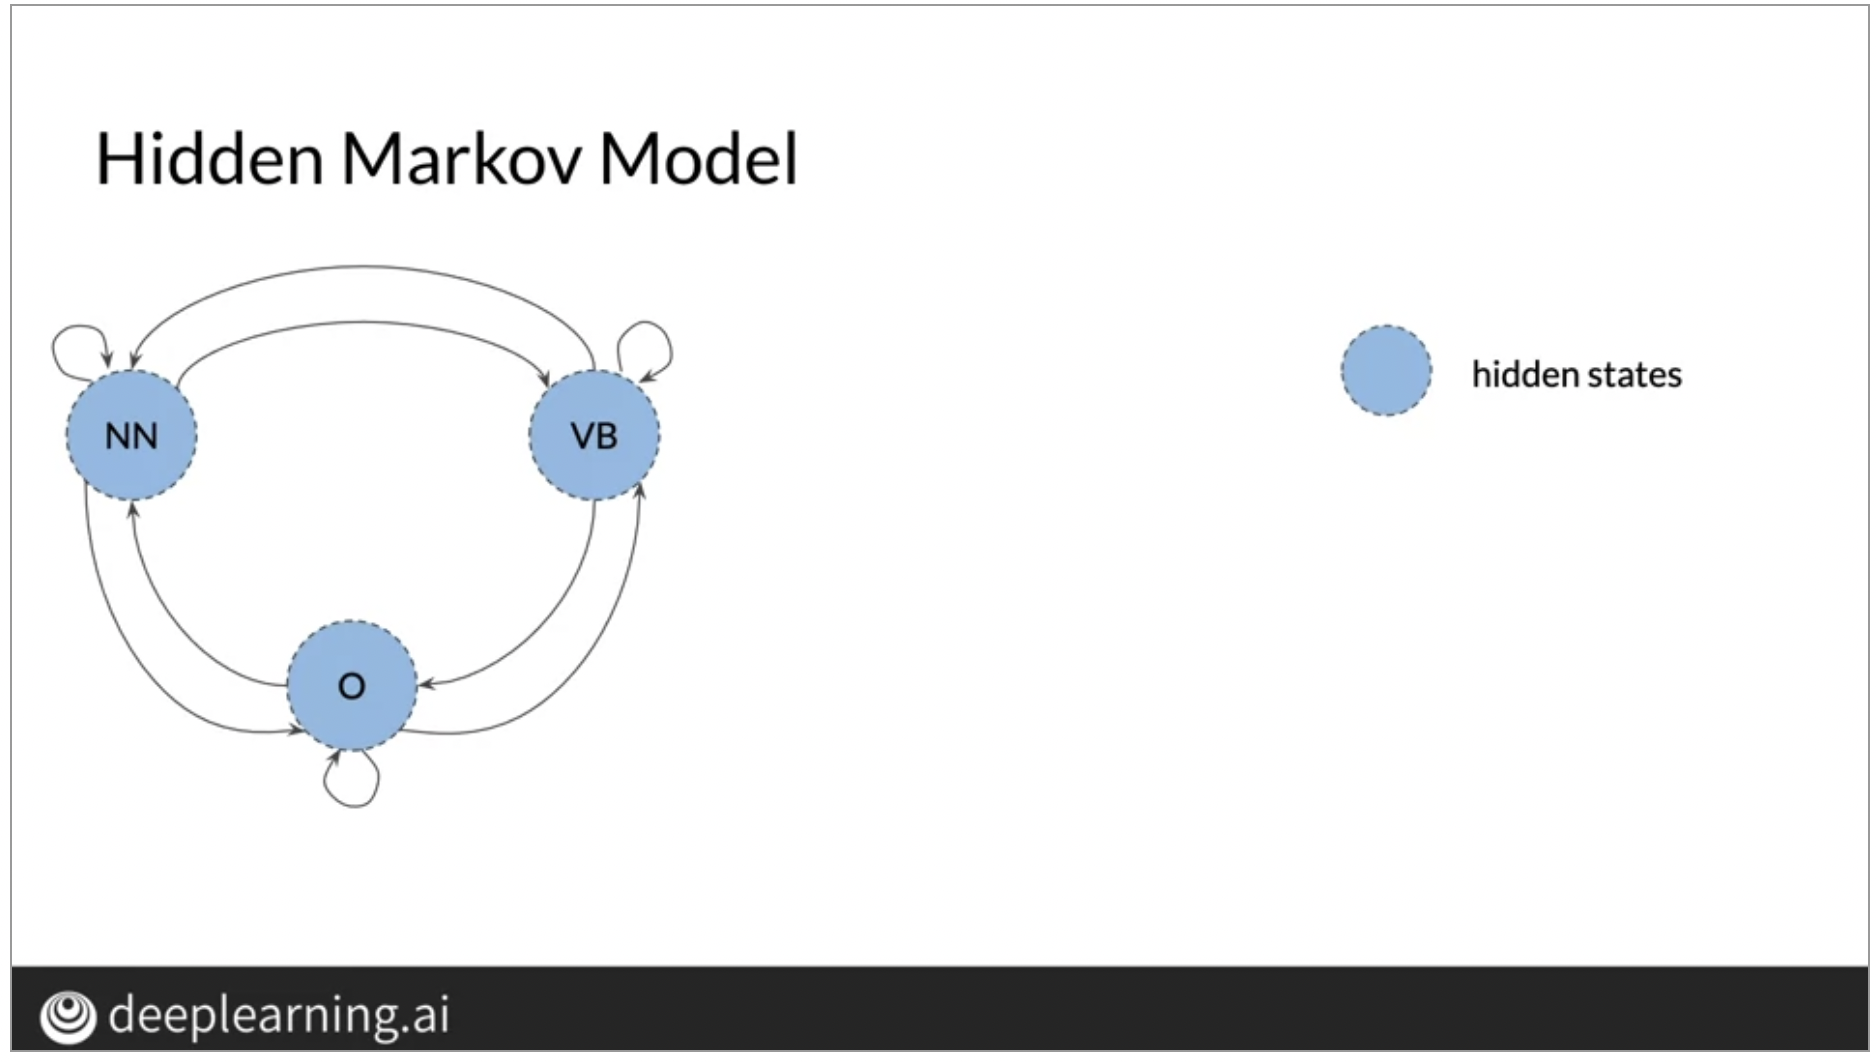 Hidden Markov Model
NN
VB
hidden states
O
deeplearning.ai